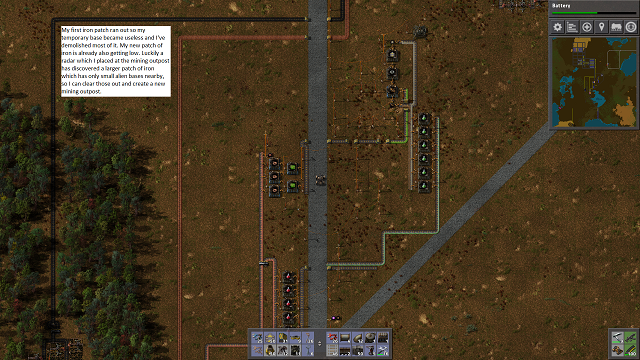 Battery
My first iron patch ran out so my
temporary base became useless and I've
demolished most of it. My new patch of
iron is already also getting low. Luckily a
radar which I placed at the mining outpost
has discovered a larger patch of iron
which has only small alien bases nearby,
so I can clear those out and create a new
mining outpost.